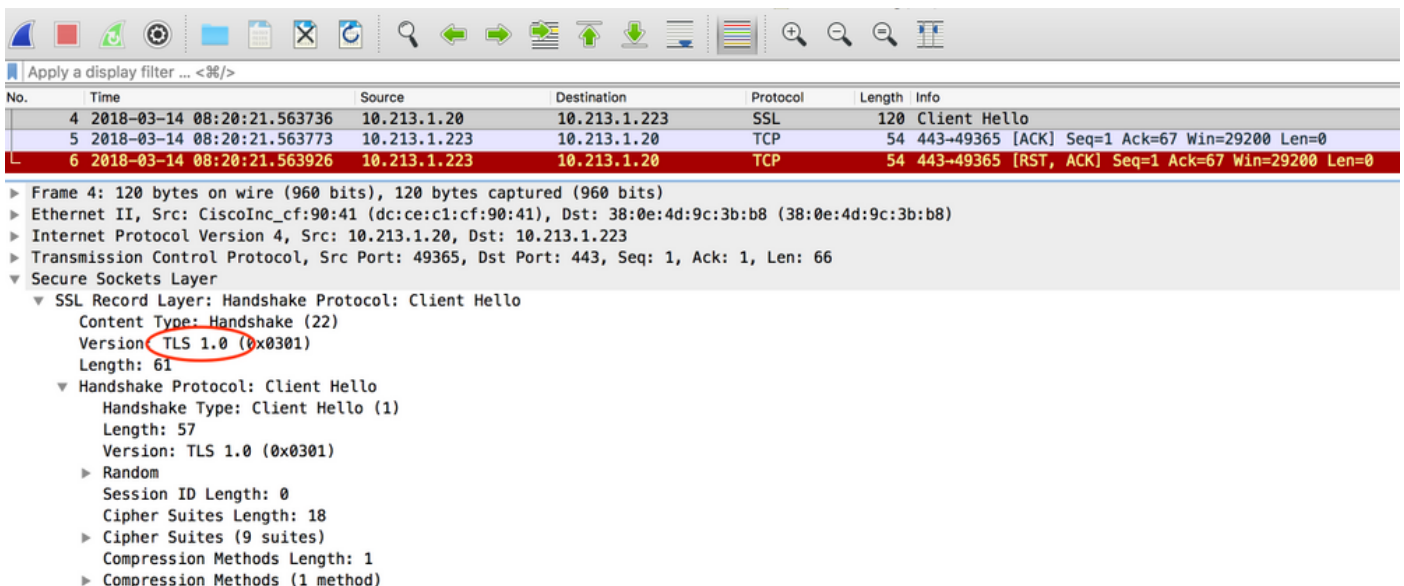 Apply a display filter ... <⌘/>
No. Time Source Destination Protocol Length Info
4 2018-03-14 08:20:21.563736 10.213.1.20 10.213.1.223 SSL 120 Client Hello
5 2018-03-14 08:20:21.563773 10.213.1.223 10.213.1.20 TCP 54 443→49365 [ACK] Seq=1 Ack=67 Win=29200 Len=0
6 2018-03-14 08:20:21.563926 10.213.1.223 10.213.1.20 TCP 54 443→49365 [RST, ACK] Seq=1 Ack=67 Win=29200 Len=0
Frame 4: 120 bytes on wire (960 bits), 120 bytes captured (960 bits)
Ethernet II, Src: CiscoInc_cf:90:41 (dc:ce:c1:cf:90:41), Dst: 38:0e:4d:9c:3b:b8 (38:0e:4d:9c:3b:b8)
Internet Protocol Version 4, Src: 10.213.1.20, Dst: 10.213.1.223
Transmission Control Protocol, Src Port: 49365, Dst Port: 443, Seq: 1, Ack: 1, Len: 66
Secure Sockets Layer
SSL Record Layer: Handshake Protocol: Client Hello
Content Type: Handshake (22)
Version: TLS 1.0 (0x0301)
Length: 61
Handshake Protocol: Client Hello
Handshake Type: Client Hello (1)
Length: 57
Version: TLS 1.0 (0x0301)
Random
Session ID Length: 0
Cipher Suites Length: 18
Cipher Suites (9 suites)
Compression Methods Length: 1
Compression Methods (1 method)